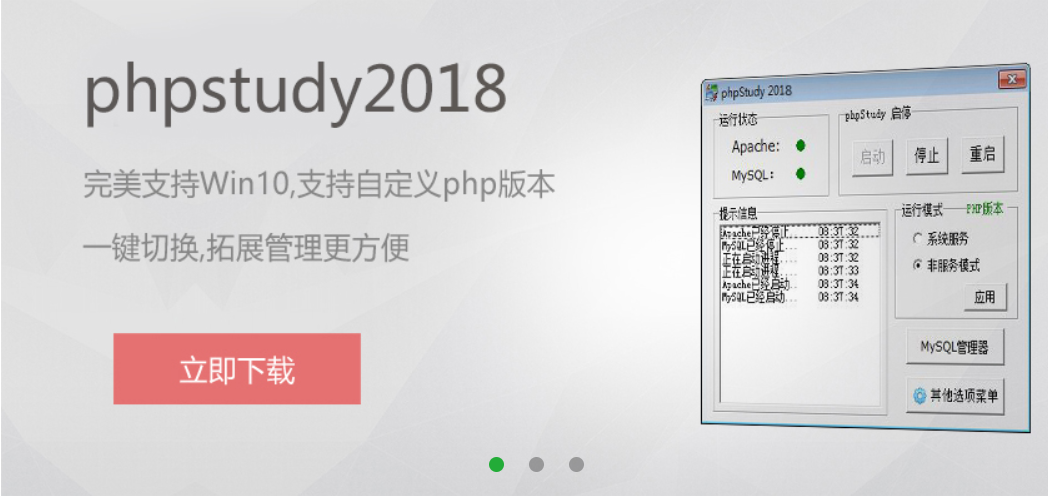 phpstudy2018
完美支持Win10,支持自定义php版本
一键切换,拓展管理更方便
立即下载
phpStudy 2018
运行状态
Apache:
MySQL:
phpStudy 启停
启动
停止
重启
提示信息
Apache已经停止... 08:37:32
MySQL已经停止... 08:37:32
正在启动进程.... 08:37:32
正在启动进程.... 08:37:33
Apache已经启动.. 08:37:34
MySQL已经启动... 08:37:34
运行模式
PHP版本
系统服务
非服务模式
应用
MySQL管理器
其他选项菜单